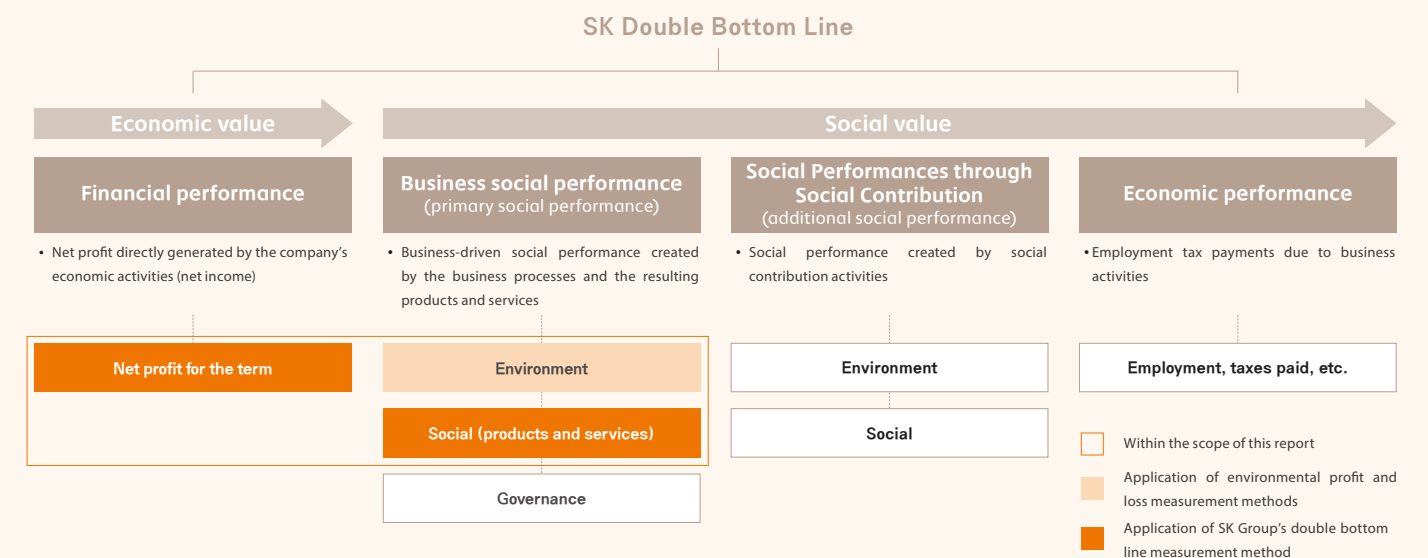 SK Double Bottom Line
Economic value
Social value
Financial performance
Business social performance
(primary social performance)
Social Performances through
Social Contribution
(additional social performance)
Economic performance
• Net profit directly generated by the company's
economic activities (net income)
• Business-driven social performance created
by the business processes and the resulting
products and services
• Social performance created by social
contribution activities
• Employment tax payments due to business
activities
Net profit for the term
Environment
Social (products and services)
Governance
Environment
Social
Employment, taxes paid, etc.
Within the scope of this report
Application of environmental profit and
loss measurement methods
Application of SK Group's double bottom
line measurement method